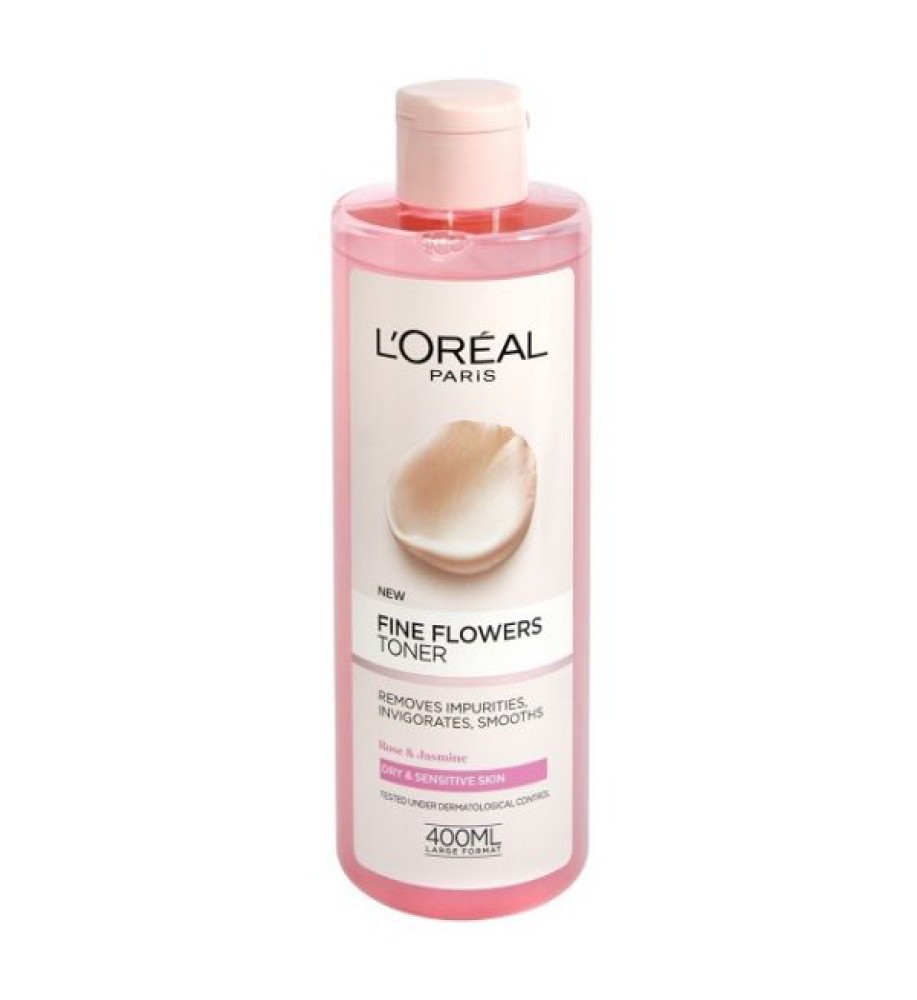 L'ORÉAL
PARiS
NEW
FINE FLOWERS
TONER
REMOVES IMPURITIES,
INVIGORATES, SMOOTHS
Rose & Jasmine
DRY & SENSITIVE SKIN
TESTED UNDER DERMATOLOGICAL CONTROL
400ML
LARGE FORMAT